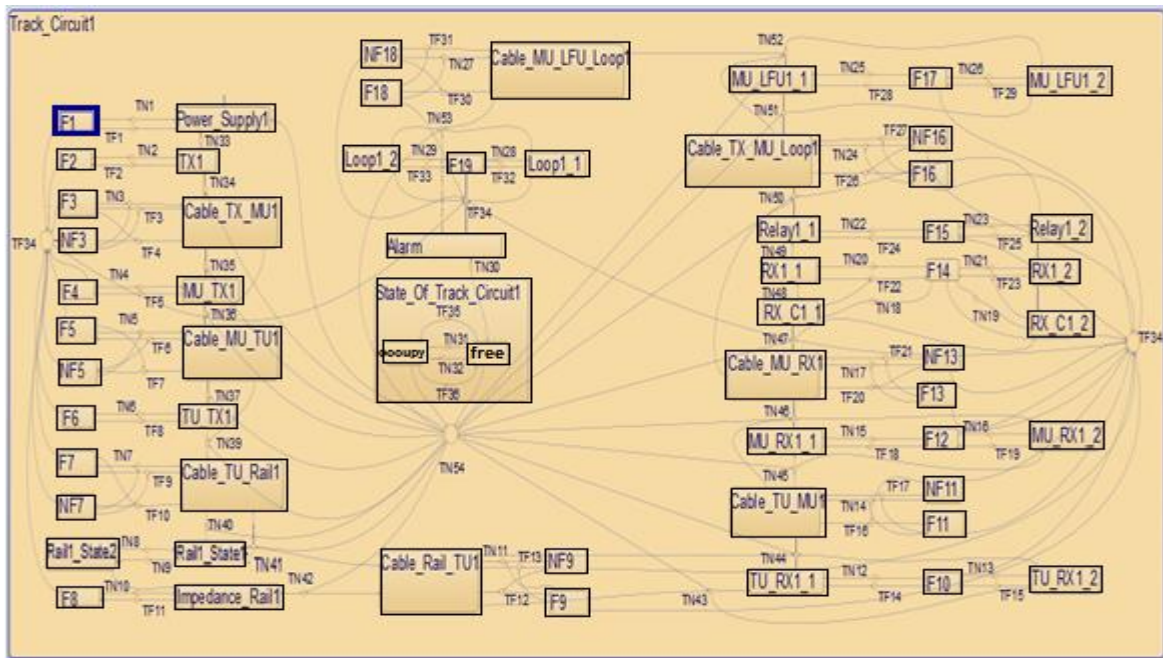 Track_Circuit1
F1
TN1
TF1
Power_Supply1
TN33
F2
TN2
TF2
TX1
TN34
F3
TN3
TF3
NF3
TF4
Cable_TX_MU1
TF34
TN35
F4
TN4
TF5
MU_TX1
TN36
F5
TN5
TF6
NF5
TF7
Cable_MU_TU1
TN37
F6
TN6
TF8
TU_TX1
TN39
F7
TN7
TF9
NF7
TF10
Cable_TU_Rail1
TN40
Rail1_State2
TN8
TN9
Rail1_State1
TN41
F8
TN10
TF11
Impedance_Rail1
TN42
NF18
TF31
TN27
Cable_MU_LFU_Loop1
F18
TF30
TN53
Loop1_2
TN29
TF33
F19
TN28
TF32
Loop1_1
TF34
Alarm
TN30
State_Of_Track_Circuit1
TF35
TN31
occupy
free
TN32
TF36
TN54
Cable_Rail_TU1
TN11
TF13
NF9
TF12
F9
TN43
TN52
MU_LFU1_1
TN25
TF28
F17
TN26
TF29
MU_LFU1_2
TN51
Cable_TX_MU_Loop1
TF27
NF16
TN24
TF26
F16
TN50
Relay1_1
TN22
TF24
F15
TN23
TF25
Relay1_2
TN49
RX1_1
TN20
TF22
F14
TN21
TF23
RX1_2
TN48
RX_C1_1
TN18
TN19
RX_C1_2
TN47
TF34
Cable_MU_RX1
TF21
NF13
TN17
TF20
F13
TN46
MU_RX1_1
TN15
TF18
F12
TN16
TF19
MU_RX1_2
TN45
Cable_TU_MU1
TF17
NF11
TN14
TF16
F11
TN44
TU_RX1_1
TN12
TF14
F10
TN13
TF15
TU_RX1_2